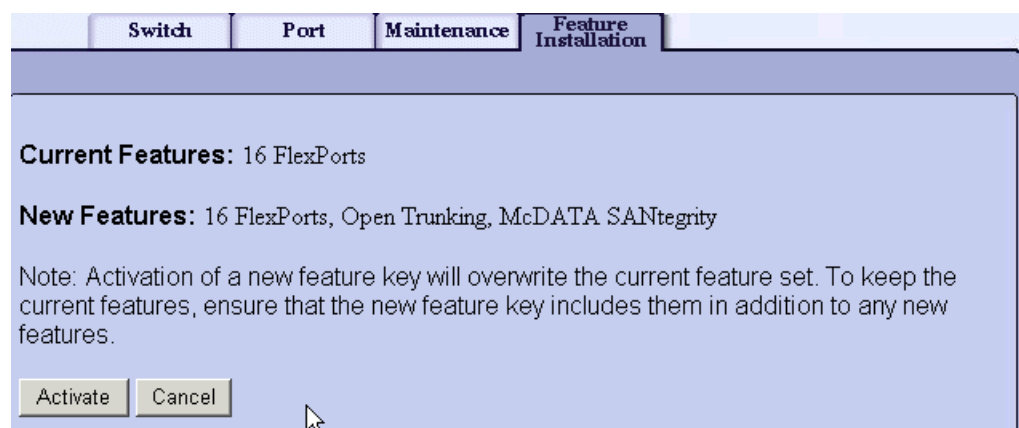 Switch Port Maintenance Feature Installation
Current Features: 16 FlexPorts
New Features: 16 FlexPorts, Open Trunking, McDATA SANtegrity
Note: Activation of a new feature key will overwrite the current feature set. To keep the
current features, ensure that the new feature key includes them in addition to any new
features.
Activate Cancel